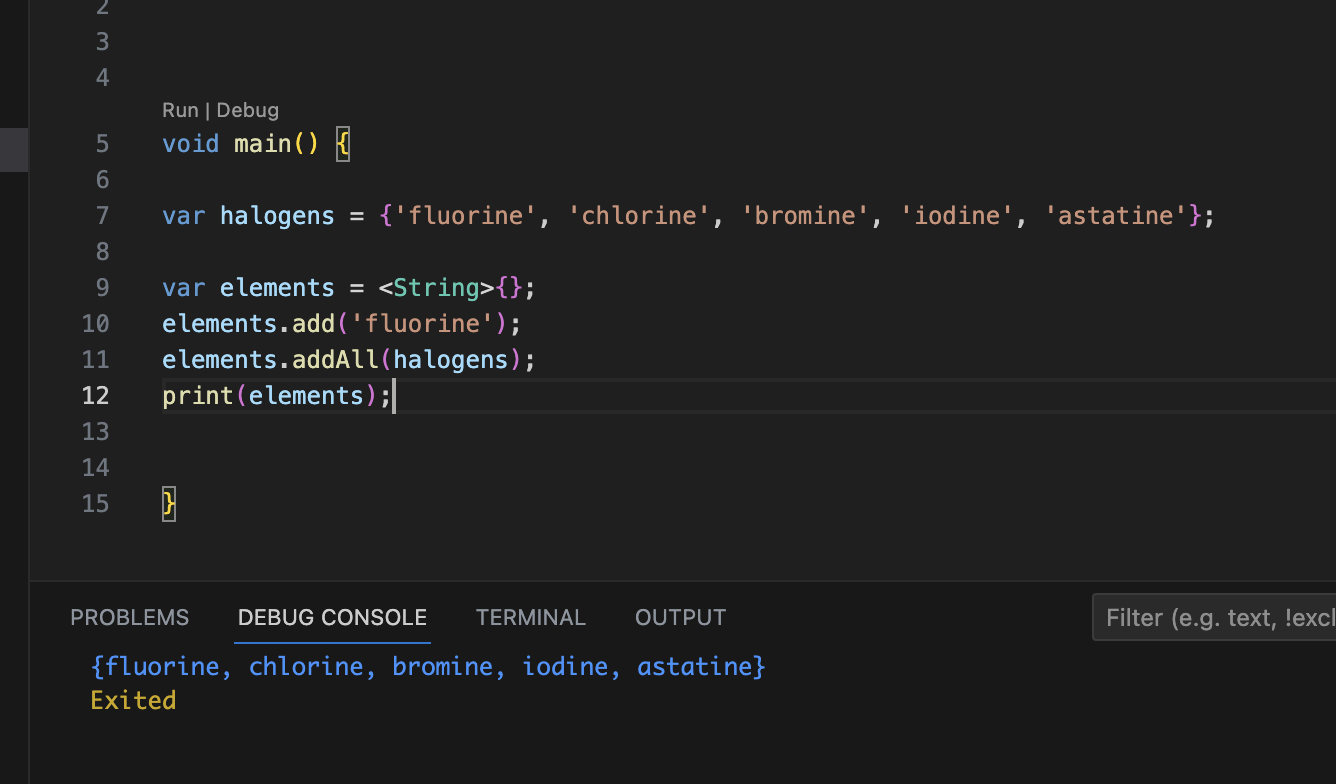 2
3
4
Run | Debug
5 void main() {
6
7 var halogens = {'fluorine', 'chlorine', 'bromine', 'iodine', 'astatine'};
8
9 var elements = <String>{};
10 elements.add('fluorine');
11 elements.addAll(halogens);
12 print(elements);
13
14
15 }
PROBLEMS DEBUG CONSOLE TERMINAL OUTPUT Filter (e.g. text, !excl
{fluorine, chlorine, bromine, iodine, astatine}
Exited